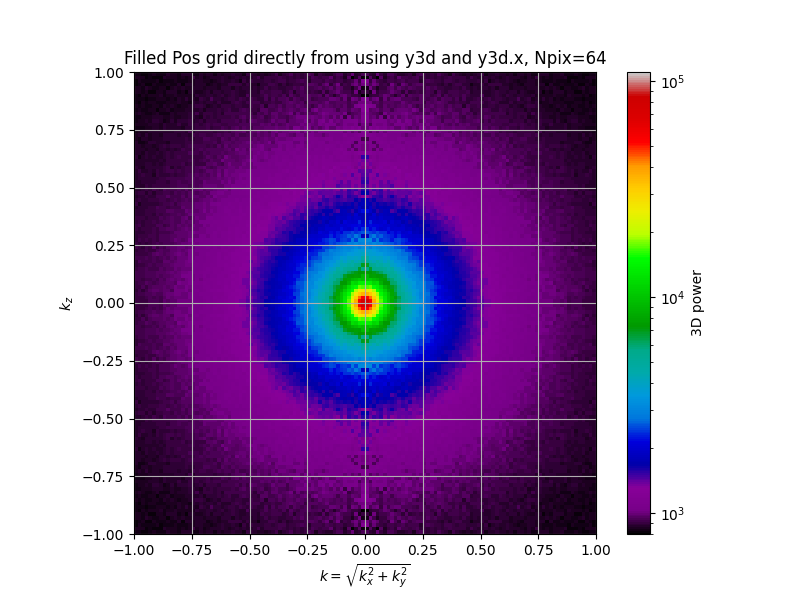 Filled Pos grid directly from using y3d and y3d.x, Npix=64
1.00
0.75
0.50
0.25
0.00
−0.25
−0.50
−0.75
−1.00
k_z
−1.00 −0.75 −0.50 −0.25 0.00 0.25 0.50 0.75 1.00
k = √(k_x^2 + k_y^2)
10^5
10^4
10^3
3D power